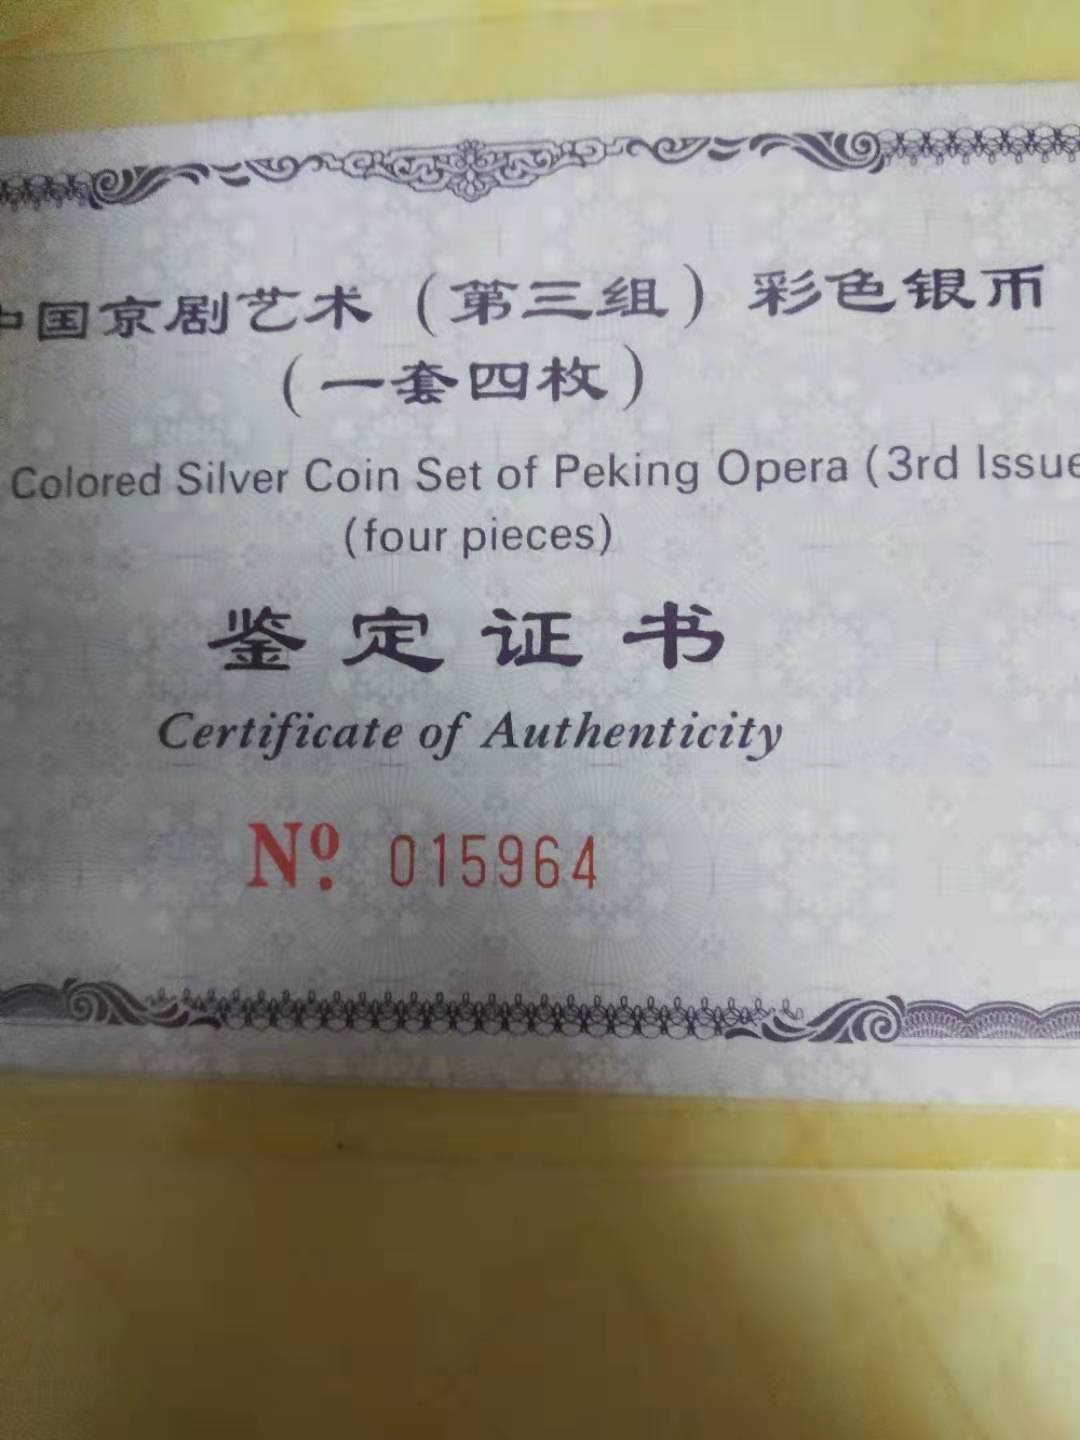 中国京剧艺术（第三组）彩色银币
（一套四枚）
Colored Silver Coin Set of Peking Opera (3rd Issue
(four pieces)
鉴定证书
Certificate of Authenticity
Nº. 015964